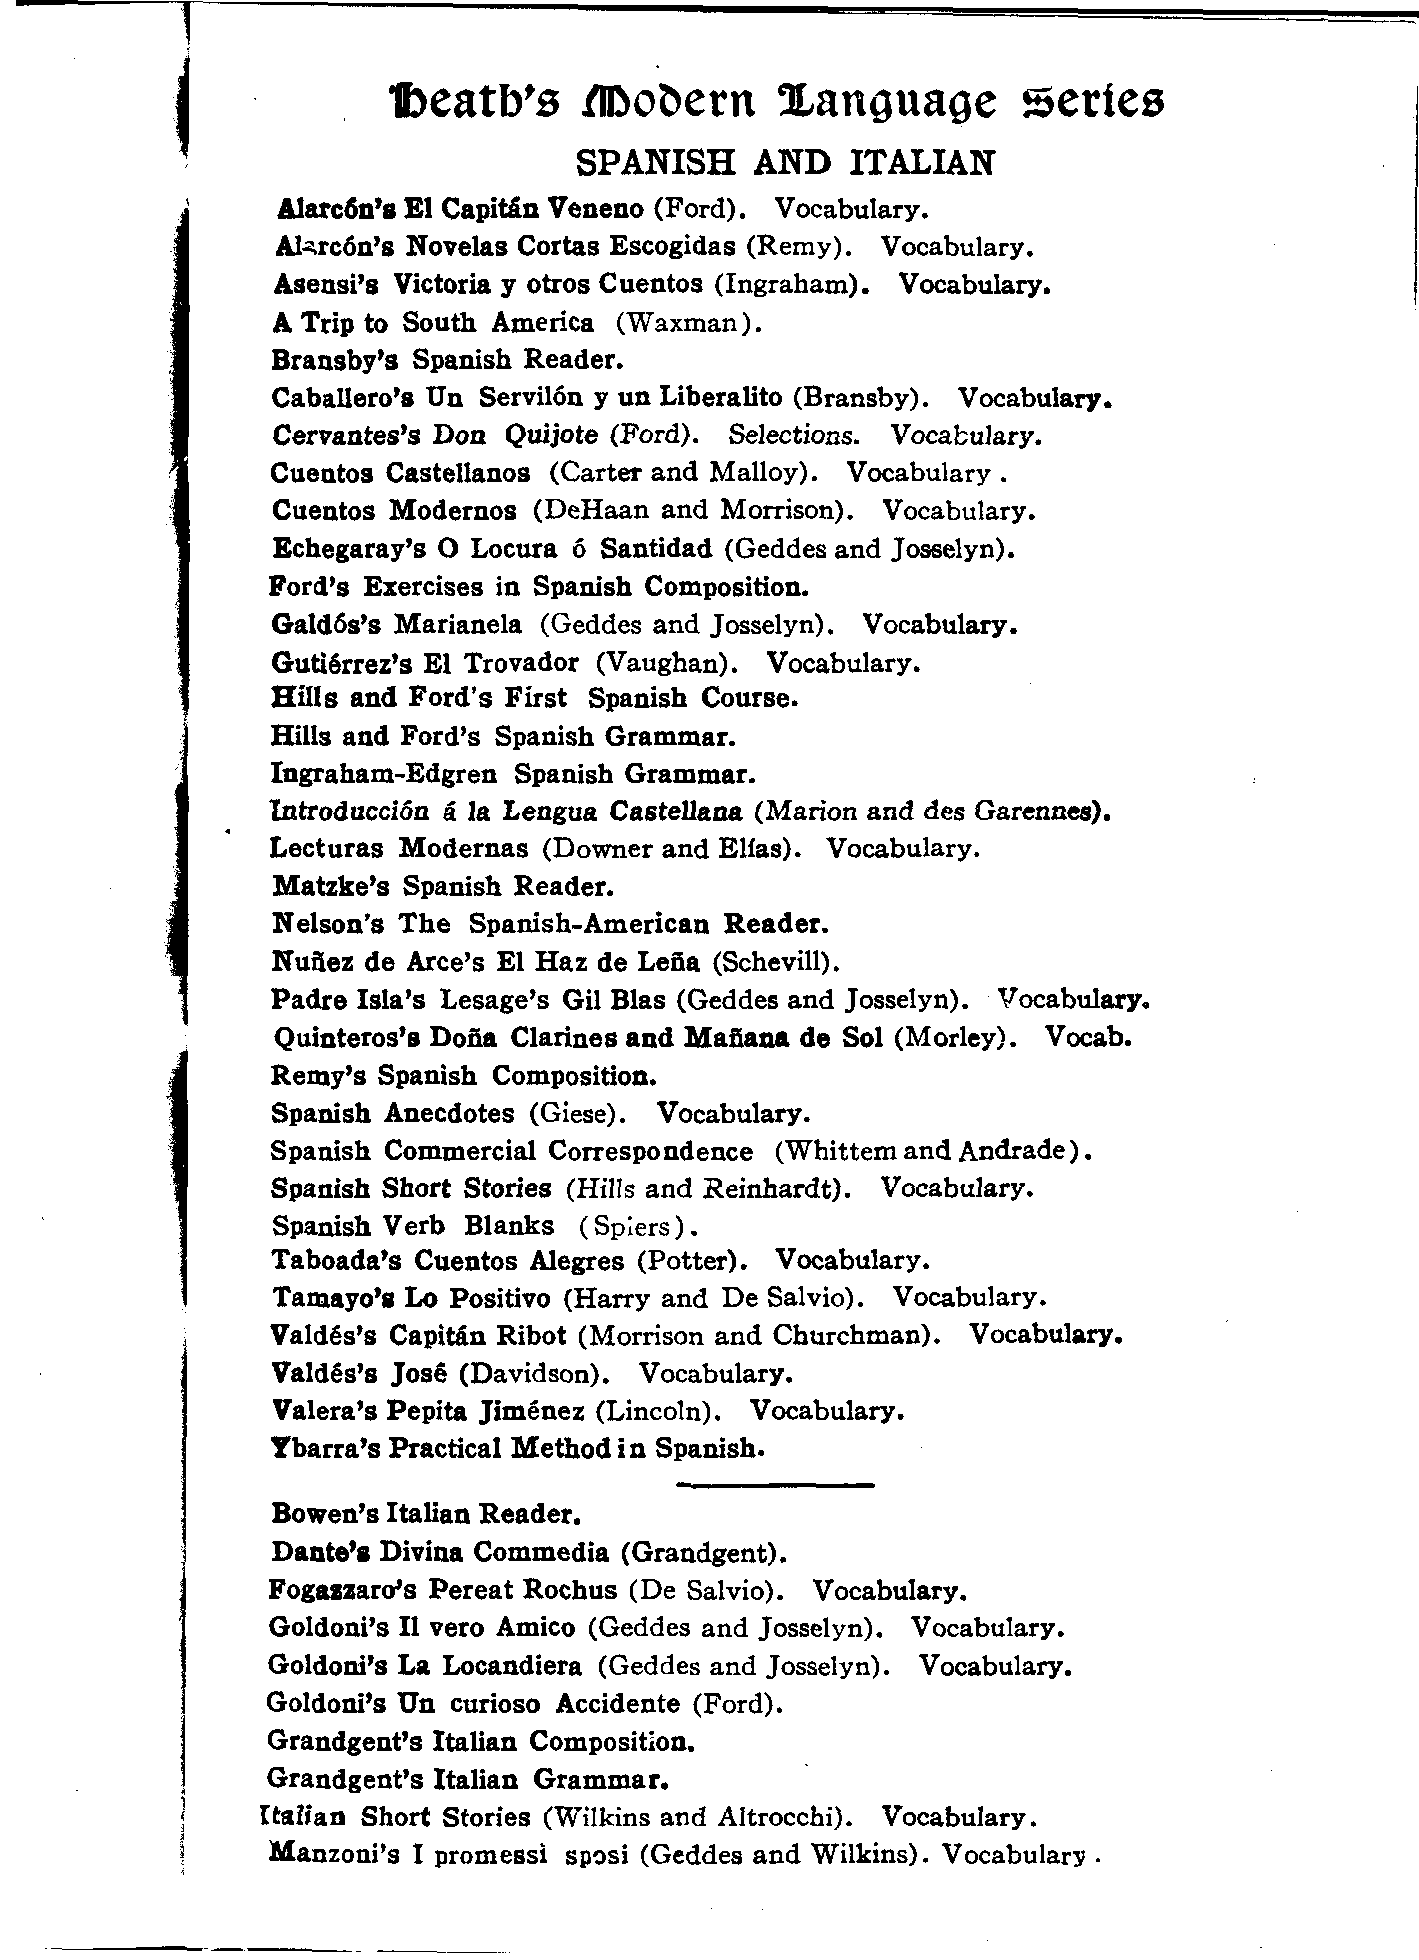 Heath's Modern Language Series
SPANISH AND ITALIAN
Alarcón's El Capitán Veneno (Ford). Vocabulary.
Alarcón's Novelas Cortas Escogidas (Remy). Vocabulary.
Asensi's Victoria y otros Cuentos (Ingraham). Vocabulary.
A Trip to South America (Waxman).
Bransby's Spanish Reader.
Caballero's Un Servilón y un Liberalito (Bransby). Vocabulary.
Cervantes's Don Quijote (Ford). Selections. Vocabulary.
Cuentos Castellanos (Carter and Malloy). Vocabulary.
Cuentos Modernos (DeHaan and Morrison). Vocabulary.
Echegaray's O Locura ó Santidad (Geddes and Josselyn).
Ford's Exercises in Spanish Composition.
Galdós's Marianela (Geddes and Josselyn). Vocabulary.
Gutiérrez's El Trovador (Vaughan). Vocabulary.
Hills and Ford's First Spanish Course.
Hills and Ford's Spanish Grammar.
Ingraham-Edgren Spanish Grammar.
Introducción á la Lengua Castellana (Marion and des Garennes).
Lecturas Modernas (Downer and Elías). Vocabulary.
Matzke's Spanish Reader.
Nelson's The Spanish-American Reader.
Nuñez de Arce's El Haz de Leña (Schevill).
Padre Isla's Lesage's Gil Blas (Geddes and Josselyn). Vocabulary.
Quinteros's Doña Clarines and Mañana de Sol (Morley). Vocab.
Remy's Spanish Composition.
Spanish Anecdotes (Giese). Vocabulary.
Spanish Commercial Correspondence (Whittem and Andrade).
Spanish Short Stories (Hills and Reinhardt). Vocabulary.
Spanish Verb Blanks (Spiers).
Taboada's Cuentos Alegres (Potter). Vocabulary.
Tamayo's Lo Positivo (Harry and De Salvio). Vocabulary.
Valdés's Capitán Ribot (Morrison and Churchman). Vocabulary.
Valdés's José (Davidson). Vocabulary.
Valera's Pepita Jiménez (Lincoln). Vocabulary.
Ybarra's Practical Method in Spanish.
Bowen's Italian Reader.
Dante's Divina Commedia (Grandgent).
Fogazzaro's Pereat Rochus (De Salvio). Vocabulary.
Goldoni's Il vero Amico (Geddes and Josselyn). Vocabulary.
Goldoni's La Locandiera (Geddes and Josselyn). Vocabulary.
Goldoni's Un curioso Accidente (Ford).
Grandgent's Italian Composition.
Grandgent's Italian Grammar.
Italian Short Stories (Wilkins and Altrocchi). Vocabulary.
Manzoni's I promessi sposi (Geddes and Wilkins). Vocabulary.